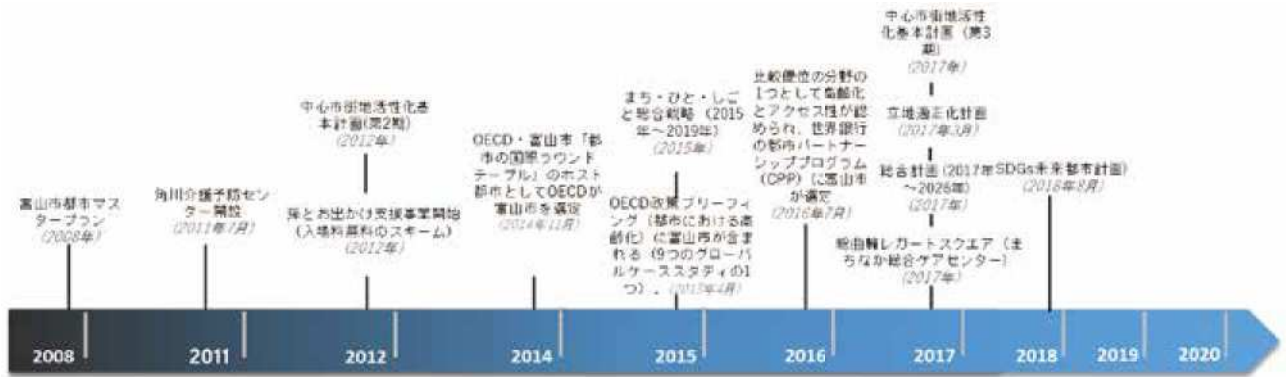 富山市都市マス
タープラン
(2008年)
角川介護予防セン
ター開設
(2011年7月)
中心市街地活性化基
本計画(第2期)
(2012年)
孫とお出かけ支援事業開始
(入場料無料のスキーム)
(2012年)
OECD・富山市「都
市の国際ラウンド
テーブル」のホスト
都市としてOECDが
富山市を選定
(2014年11月)
まち・ひと・しご
と総合戦略 (2015
年～2019年)
(2015年)
OECD政策ブリーフィ
ング (都市における高
齢化) に富山市が含ま
れる (9つのグローバ
ルケーススタディの1
つ) 。(2015年4月)
比較優位の分野の
1つとして高齢化
とアクセス性が認
められ、世界銀行
の都市パートナー
シッププログラム
(CPP) に富山市
が選定
(2016年7月)
中心市街地活性
化基本計画 (第3
期)
(2017年)
立地適正化計画
(2017年3月)
総合計画 (2017年
～2026年)
(2017年)
総曲輪レガートスクエア (ま
ちなか総合ケアセンター)
(2017年)
SDGs未来都市計画)
(2018年8月)
2008
2011
2012
2014
2015
2016
2017
2018
2019
2020